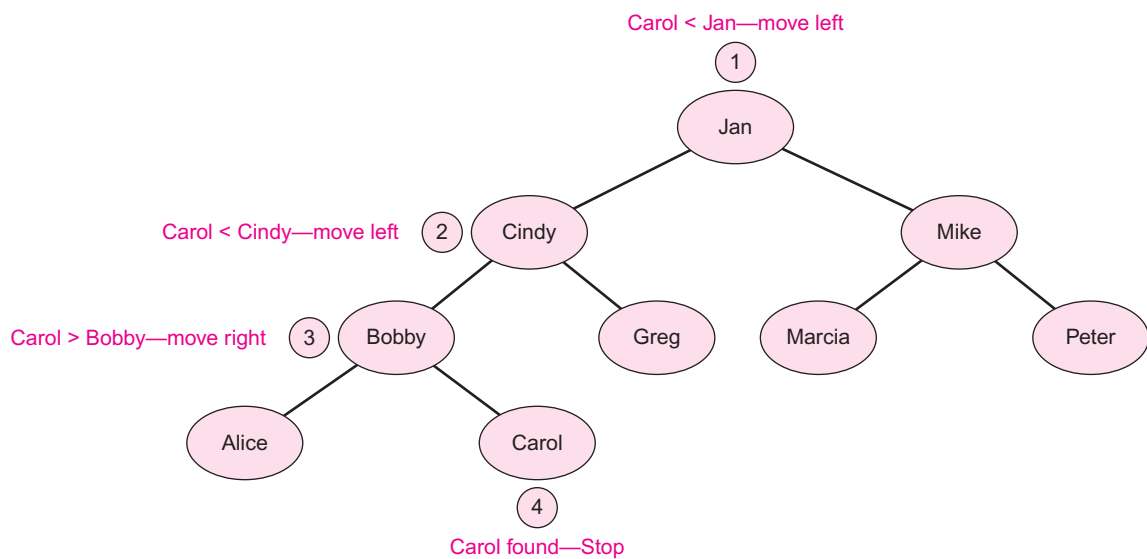 Carol < Jan—move left
1
Jan
Carol < Cindy—move left
2
Cindy
Mike
Carol > Bobby—move right
3
Bobby
Greg
Marcia
Peter
Alice
Carol
4
Carol found—Stop